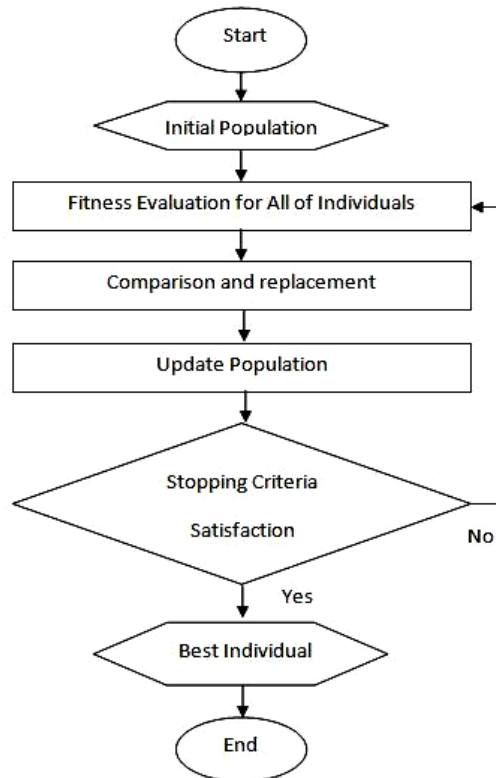 Start
Initial Population
Fitness Evaluation for All of Individuals
Comparison and replacement
Update Population
Stopping Criteria
Satisfaction
No
Yes
Best Individual
End